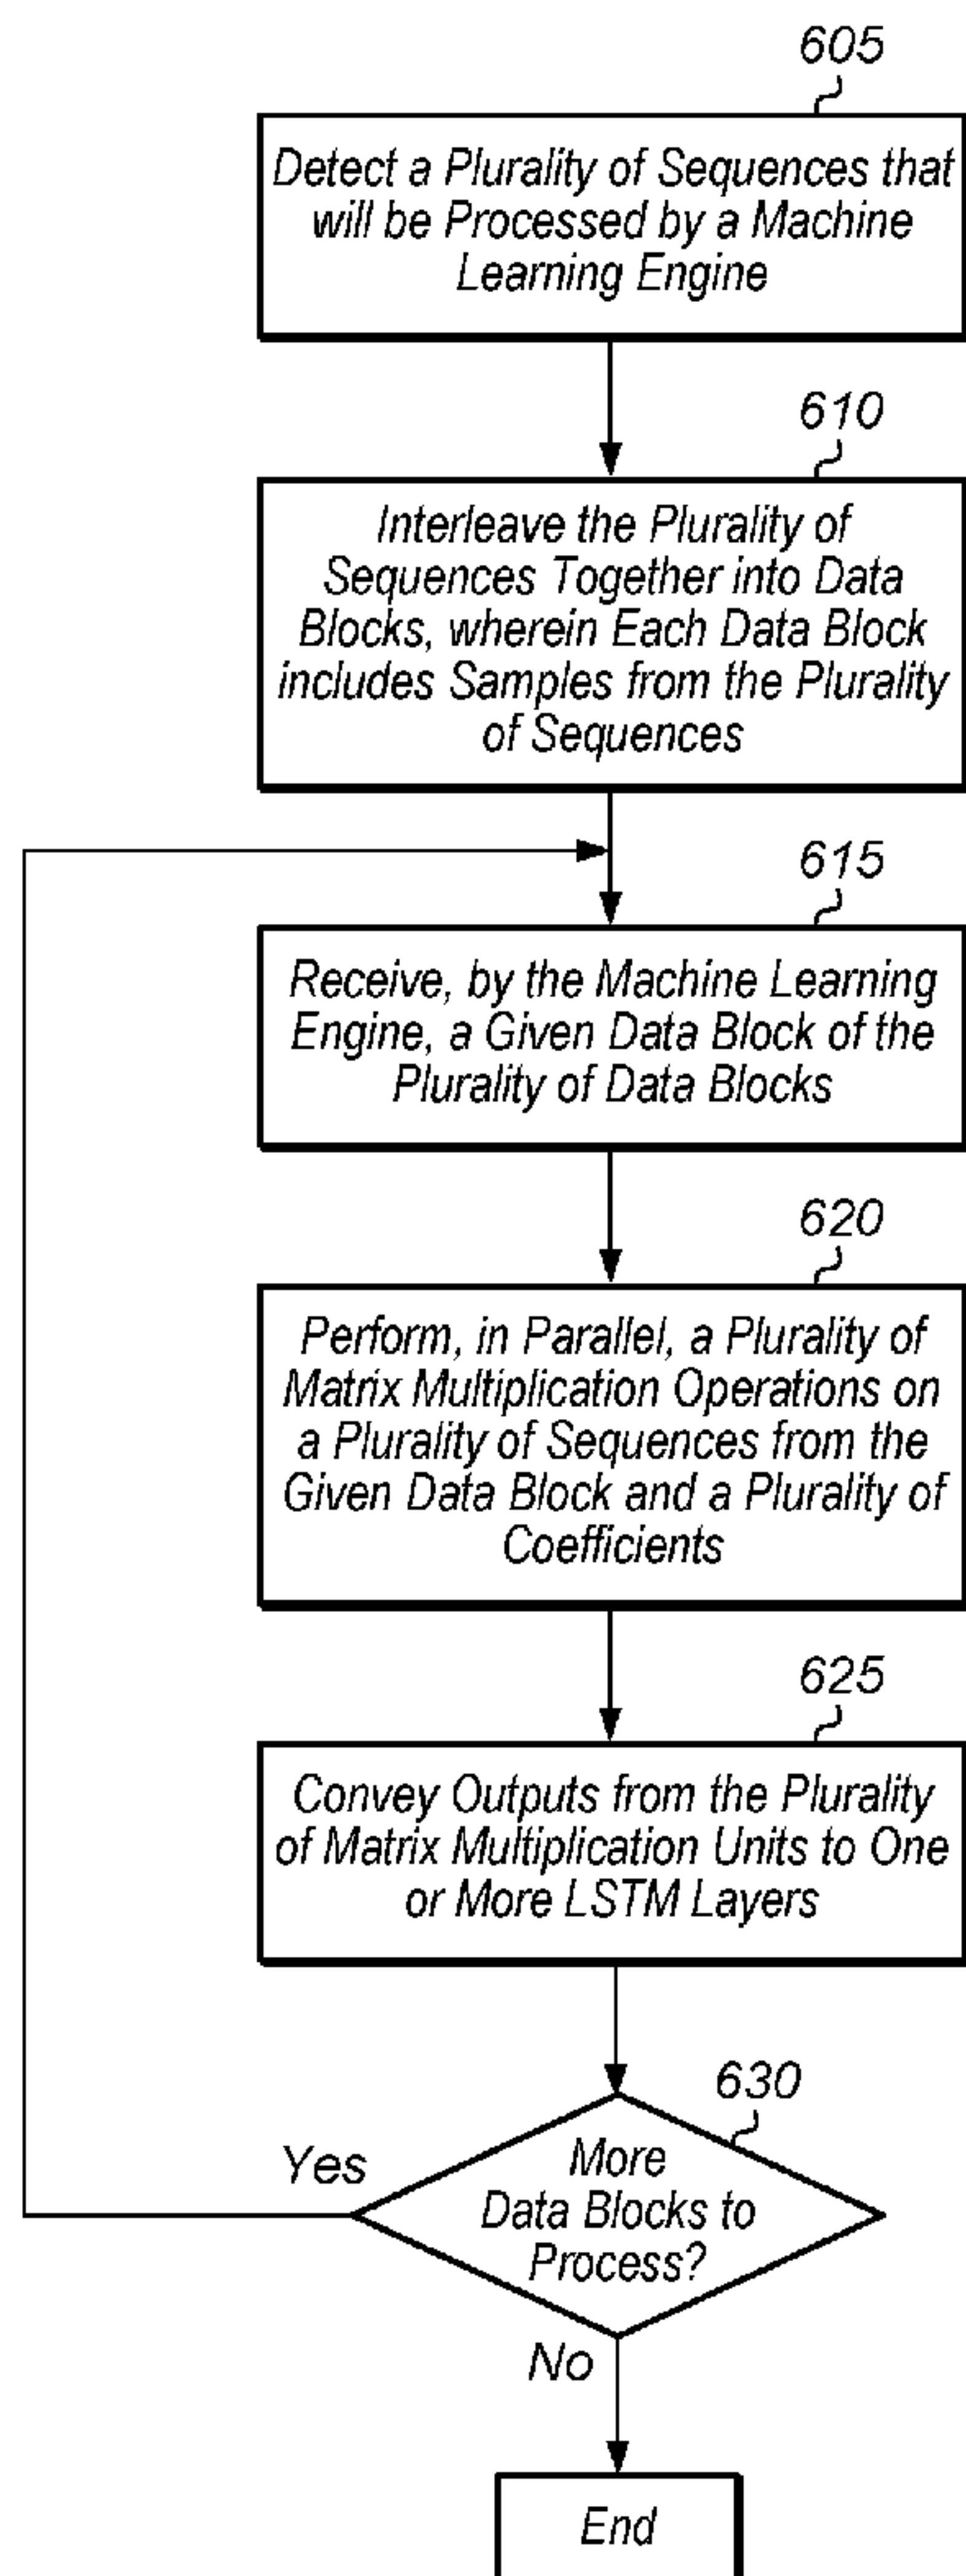 605
Detect a Plurality of Sequences that
will be Processed by a Machine
Learning Engine
610
Interleave the Plurality of
Sequences Together into Data
Blocks, wherein Each Data Block
includes Samples from the Plurality
of Sequences
615
Receive, by the Machine Learning
Engine, a Given Data Block of the
Plurality of Data Blocks
620
Perform, in Parallel, a Plurality of
Matrix Multiplication Operations on
a Plurality of Sequences from the
Given Data Block and a Plurality of
Coefficients
625
Convey Outputs from the Plurality
of Matrix Multiplication Units to One
or More LSTM Layers
630
Yes
More
Data Blocks to
Process?
No
End